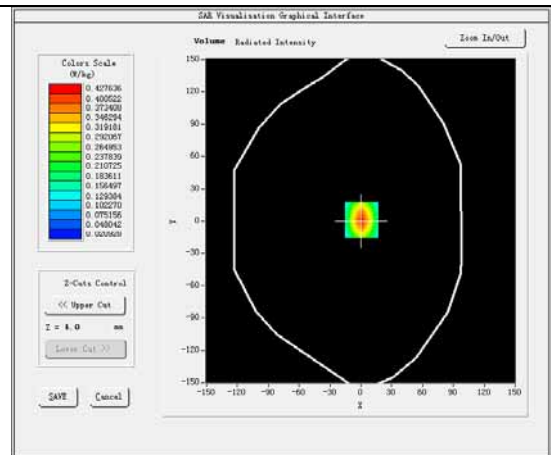 SAR Visualisation Graphical Interface
Volume Radiated Intensity
Zoom In/Out
Colors Scale
(W/kg)
0.427636
0.400522
0.373408
0.346294
0.319181
0.292067
0.264953
0.237839
0.210725
0.183611
0.156497
0.129384
0.102270
0.075156
0.048042
0.020928
Z-Cuts Control
<< Upper Cut
Z = 4.0 mm
Lower Cut >>
SAVE Cancel
150
120
90
60
30
0
-30
-60
-90
-120
-150
Y
-150 -120 -90 -60 -30 0 30 60 90 120 150
X